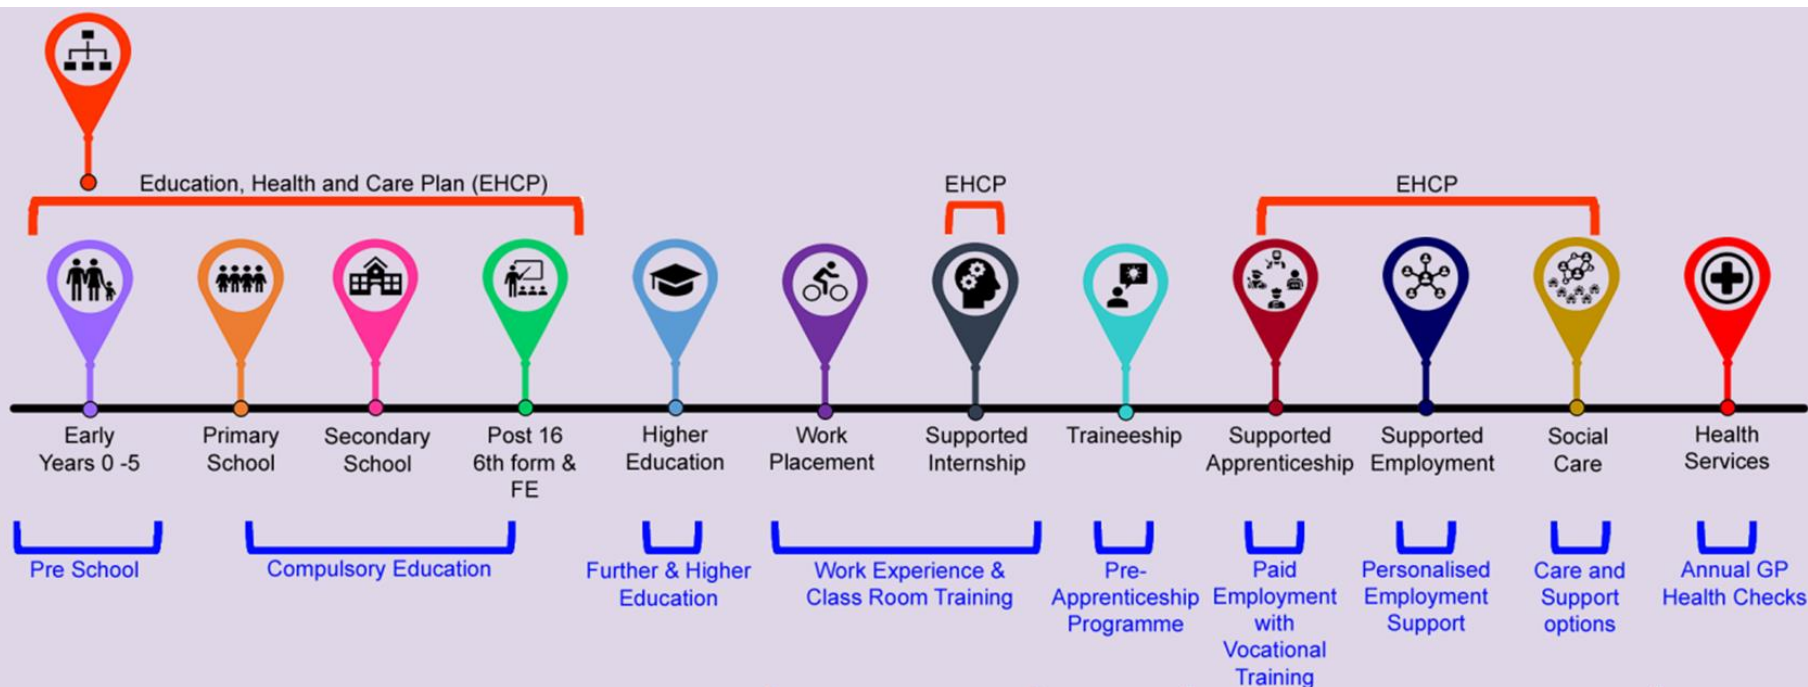 Education, Health and Care Plan (EHCP)
EHCP
EHCP
Early
Years 0 -5
Primary
School
Secondary
School
Post 16
6th form &
FE
Higher
Education
Work
Placement
Supported
Internship
Traineeship
Supported
Apprenticeship
Supported
Employment
Social
Care
Health
Services
Pre School
Compulsory Education
Further & Higher
Education
Work Experience &
Class Room Training
Pre-
Apprenticeship
Programme
Paid
Employment
with
Vocational
Training
Personalised
Employment
Support
Care and
Support
options
Annual GP
Health Checks